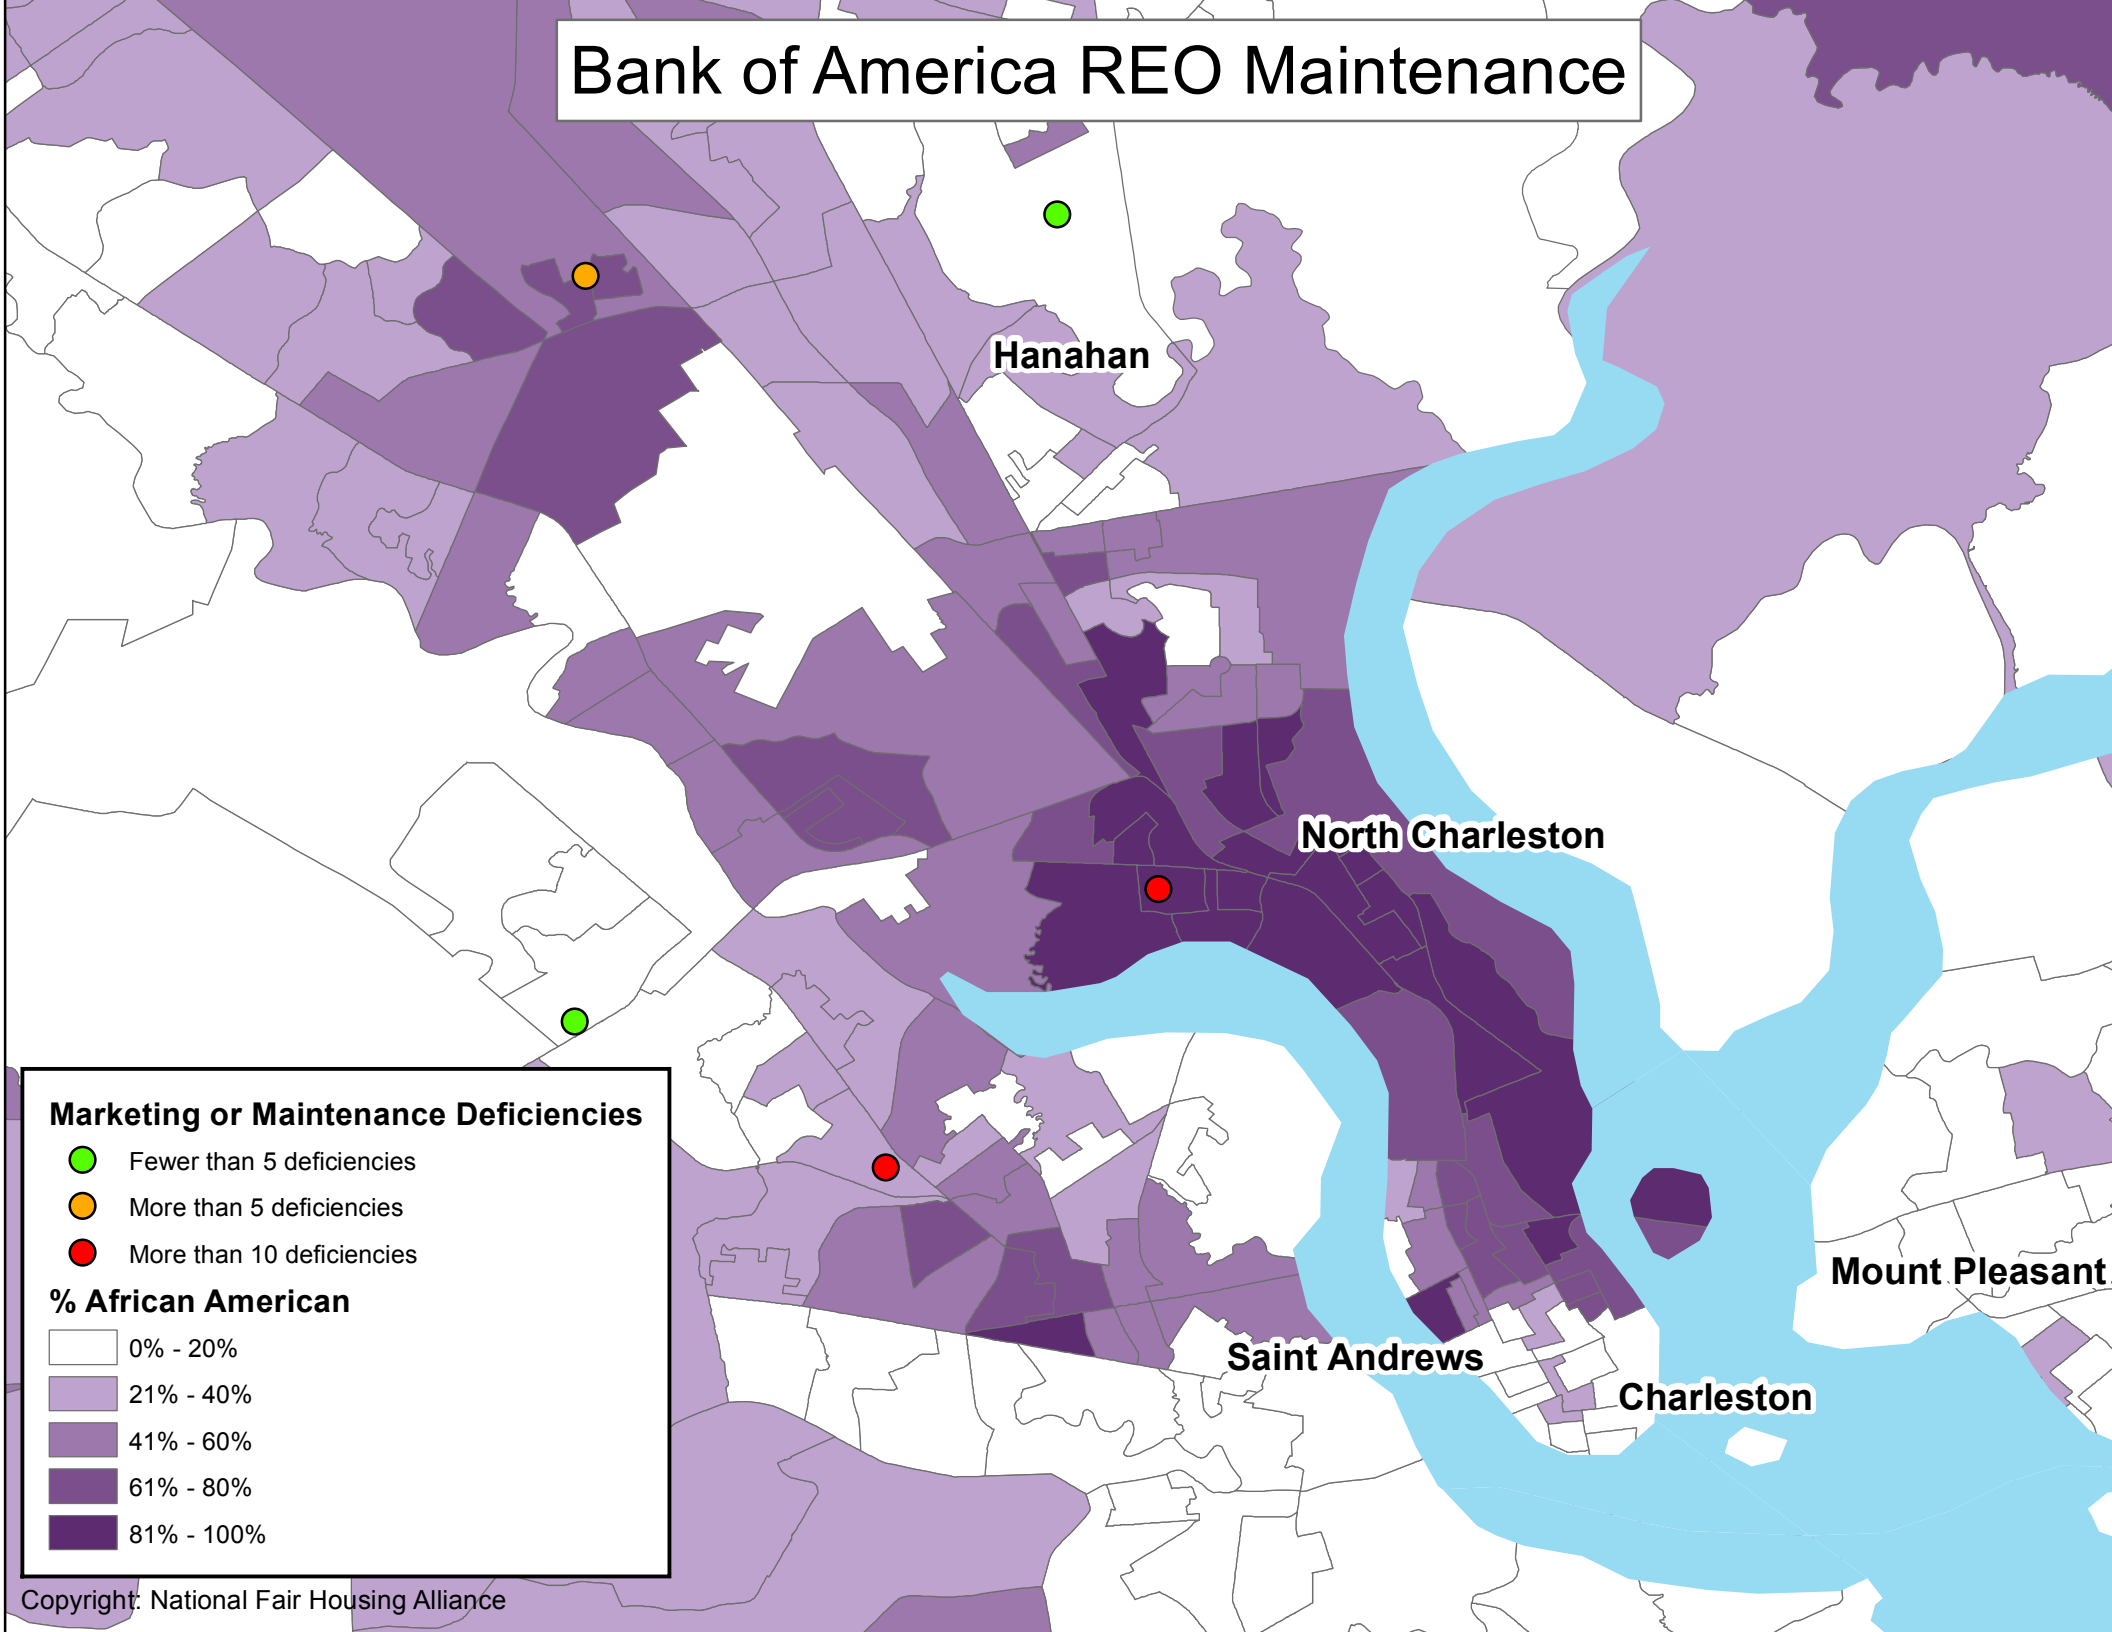 Bank of America REO Maintenance
Hanahan
North Charleston
Mount Pleasant
Saint Andrews
Charleston
Marketing or Maintenance Deficiencies
Fewer than 5 deficiencies
More than 5 deficiencies
More than 10 deficiencies
% African American
0% - 20%
21% - 40%
41% - 60%
61% - 80%
81% - 100%
Copyright: National Fair Housing Alliance